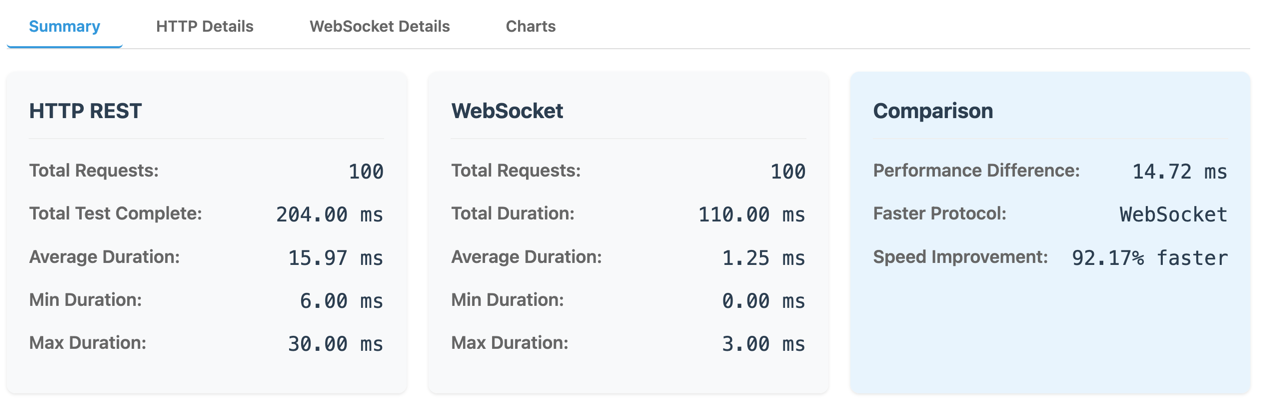 Summary HTTP Details WebSocket Details Charts
HTTP REST
Total Requests: 100
Total Test Complete: 204.00 ms
Average Duration: 15.97 ms
Min Duration: 6.00 ms
Max Duration: 30.00 ms
WebSocket
Total Requests: 100
Total Duration: 110.00 ms
Average Duration: 1.25 ms
Min Duration: 0.00 ms
Max Duration: 3.00 ms
Comparison
Performance Difference: 14.72 ms
Faster Protocol: WebSocket
Speed Improvement: 92.17% faster